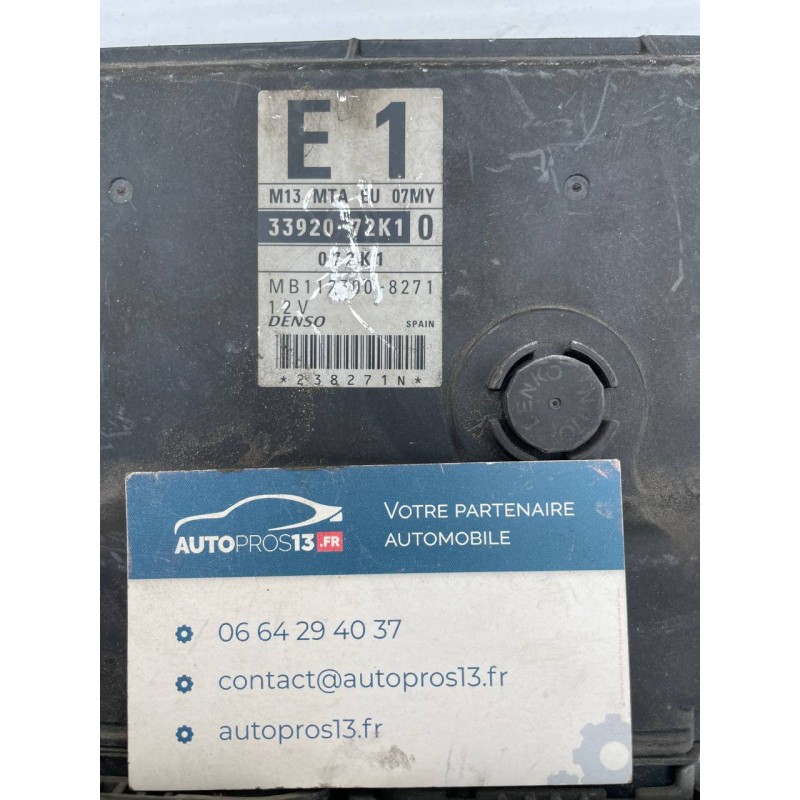 E 1
M13 MTA EU 07MY
33920-72K1 0
072K1
MB112300-8271
12V
DENSO SPAIN
*238271N*
VOTRE PARTENAIRE
AUTOMOBILE
AUTOPROS13.FR
06 64 29 40 37
contact@autopros13.fr
autopros13.fr